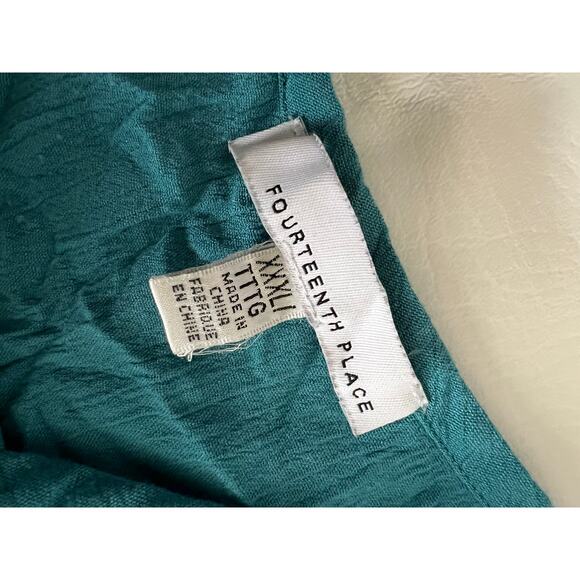 FOURTEENTH PLACE
XXXL/
TTTG
MADE IN
CHINA
FABRIQUE
EN CHINE